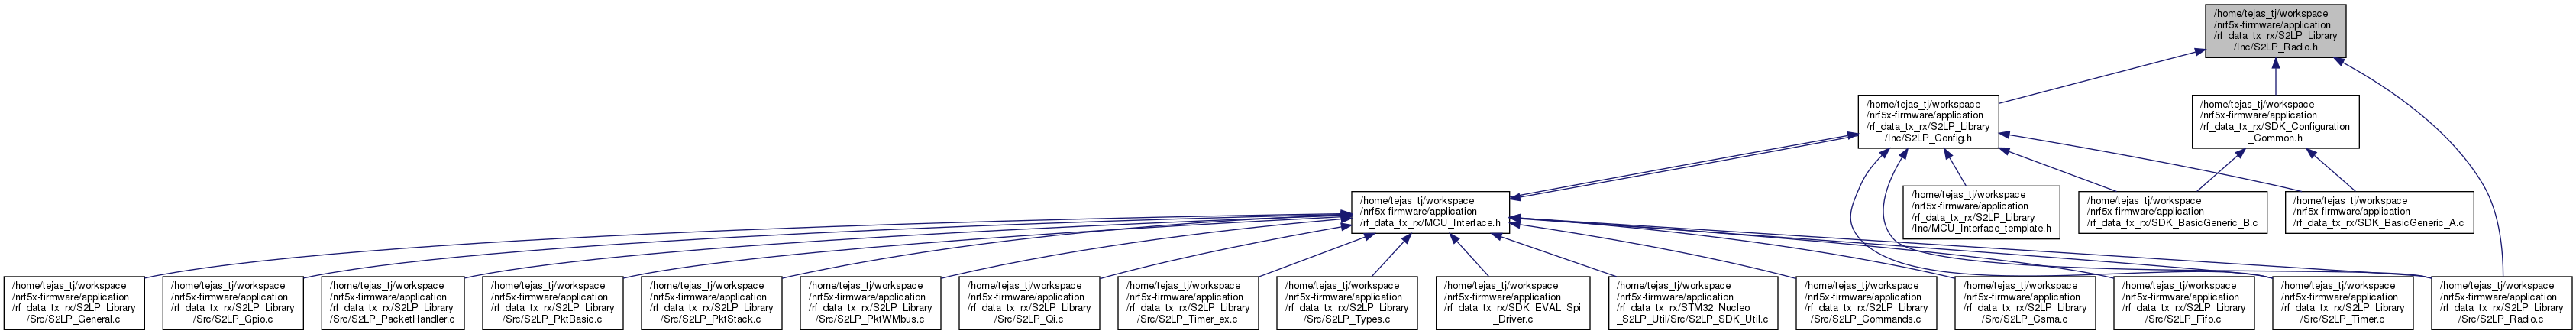 /home/tejas_tj/workspace
/nrf5x-firmware/application
/rf_data_tx_rx/S2LP_Library
/Inc/S2LP_Radio.h
/home/tejas_tj/workspace
/nrf5x-firmware/application
/rf_data_tx_rx/S2LP_Library
/Inc/S2LP_Config.h
/home/tejas_tj/workspace
/nrf5x-firmware/application
/rf_data_tx_rx/SDK_Configuration
_Common.h
/home/tejas_tj/workspace
/nrf5x-firmware/application
/rf_data_tx_rx/MCU_Interface.h
/home/tejas_tj/workspace
/nrf5x-firmware/application
/rf_data_tx_rx/S2LP_Library
/Inc/MCU_Interface_template.h
/home/tejas_tj/workspace
/nrf5x-firmware/application
/rf_data_tx_rx/SDK_BasicGeneric_B.c
/home/tejas_tj/workspace
/nrf5x-firmware/application
/rf_data_tx_rx/SDK_BasicGeneric_A.c
/home/tejas_tj/workspace
/nrf5x-firmware/application
/rf_data_tx_rx/S2LP_Library
/Src/S2LP_General.c
/home/tejas_tj/workspace
/nrf5x-firmware/application
/rf_data_tx_rx/S2LP_Library
/Src/S2LP_Gpio.c
/home/tejas_tj/workspace
/nrf5x-firmware/application
/rf_data_tx_rx/S2LP_Library
/Src/S2LP_PacketHandler.c
/home/tejas_tj/workspace
/nrf5x-firmware/application
/rf_data_tx_rx/S2LP_Library
/Src/S2LP_PktBasic.c
/home/tejas_tj/workspace
/nrf5x-firmware/application
/rf_data_tx_rx/S2LP_Library
/Src/S2LP_PktStack.c
/home/tejas_tj/workspace
/nrf5x-firmware/application
/rf_data_tx_rx/S2LP_Library
/Src/S2LP_PktWMbus.c
/home/tejas_tj/workspace
/nrf5x-firmware/application
/rf_data_tx_rx/S2LP_Library
/Src/S2LP_Qi.c
/home/tejas_tj/workspace
/nrf5x-firmware/application
/rf_data_tx_rx/S2LP_Library
/Src/S2LP_Timer_ex.c
/home/tejas_tj/workspace
/nrf5x-firmware/application
/rf_data_tx_rx/S2LP_Library
/Src/S2LP_Types.c
/home/tejas_tj/workspace
/nrf5x-firmware/application
/rf_data_tx_rx/SDK_EVAL_Spi
_Driver.c
/home/tejas_tj/workspace
/nrf5x-firmware/application
/rf_data_tx_rx/STM32_Nucleo
_S2LP_Util/Src/S2LP_SDK_Util.c
/home/tejas_tj/workspace
/nrf5x-firmware/application
/rf_data_tx_rx/S2LP_Library
/Src/S2LP_Commands.c
/home/tejas_tj/workspace
/nrf5x-firmware/application
/rf_data_tx_rx/S2LP_Library
/Src/S2LP_Csma.c
/home/tejas_tj/workspace
/nrf5x-firmware/application
/rf_data_tx_rx/S2LP_Library
/Src/S2LP_Fifo.c
/home/tejas_tj/workspace
/nrf5x-firmware/application
/rf_data_tx_rx/S2LP_Library
/Src/S2LP_Timer.c
/home/tejas_tj/workspace
/nrf5x-firmware/application
/rf_data_tx_rx/S2LP_Library
/Src/S2LP_Radio.c